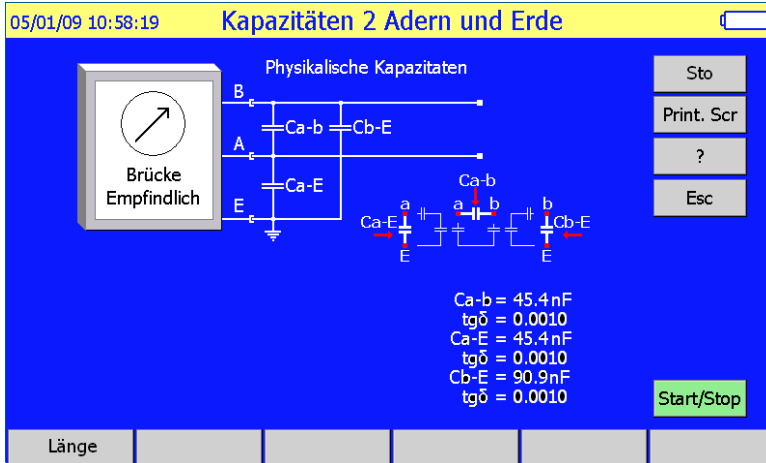 05/01/09 10:58:19 Kapazitäten 2 Adern und Erde
Physikalische Kapazitaten
Sto
B
Print. Scr
Ca-b Cb-E
A
?
Brücke
Empfindlich
Ca-E
Ca-b
Esc
E
a a b b
Ca-E Cb-E
E E
Ca-b = 45.4nF
tgδ = 0.0010
Ca-E = 45.4nF
tgδ = 0.0010
Cb-E = 90.9nF
tgδ = 0.0010
Start/Stop
Länge